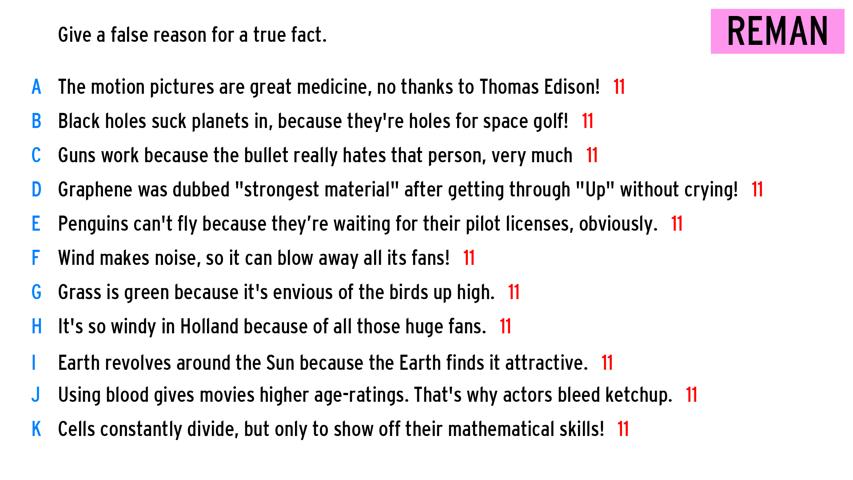 Give a false reason for a true fact.
REMAN
A The motion pictures are great medicine, no thanks to Thomas Edison! 11
B Black holes suck planets in, because they're holes for space golf! 11
C Guns work because the bullet really hates that person, very much 11
D Graphene was dubbed "strongest material" after getting through "Up" without crying! 11
E Penguins can't fly because they’re waiting for their pilot licenses, obviously. 11
F Wind makes noise, so it can blow away all its fans! 11
G Grass is green because it's envious of the birds up high. 11
H It's so windy in Holland because of all those huge fans. 11
I Earth revolves around the Sun because the Earth finds it attractive. 11
J Using blood gives movies higher age-ratings. That's why actors bleed ketchup. 11
K Cells constantly divide, but only to show off their mathematical skills! 11